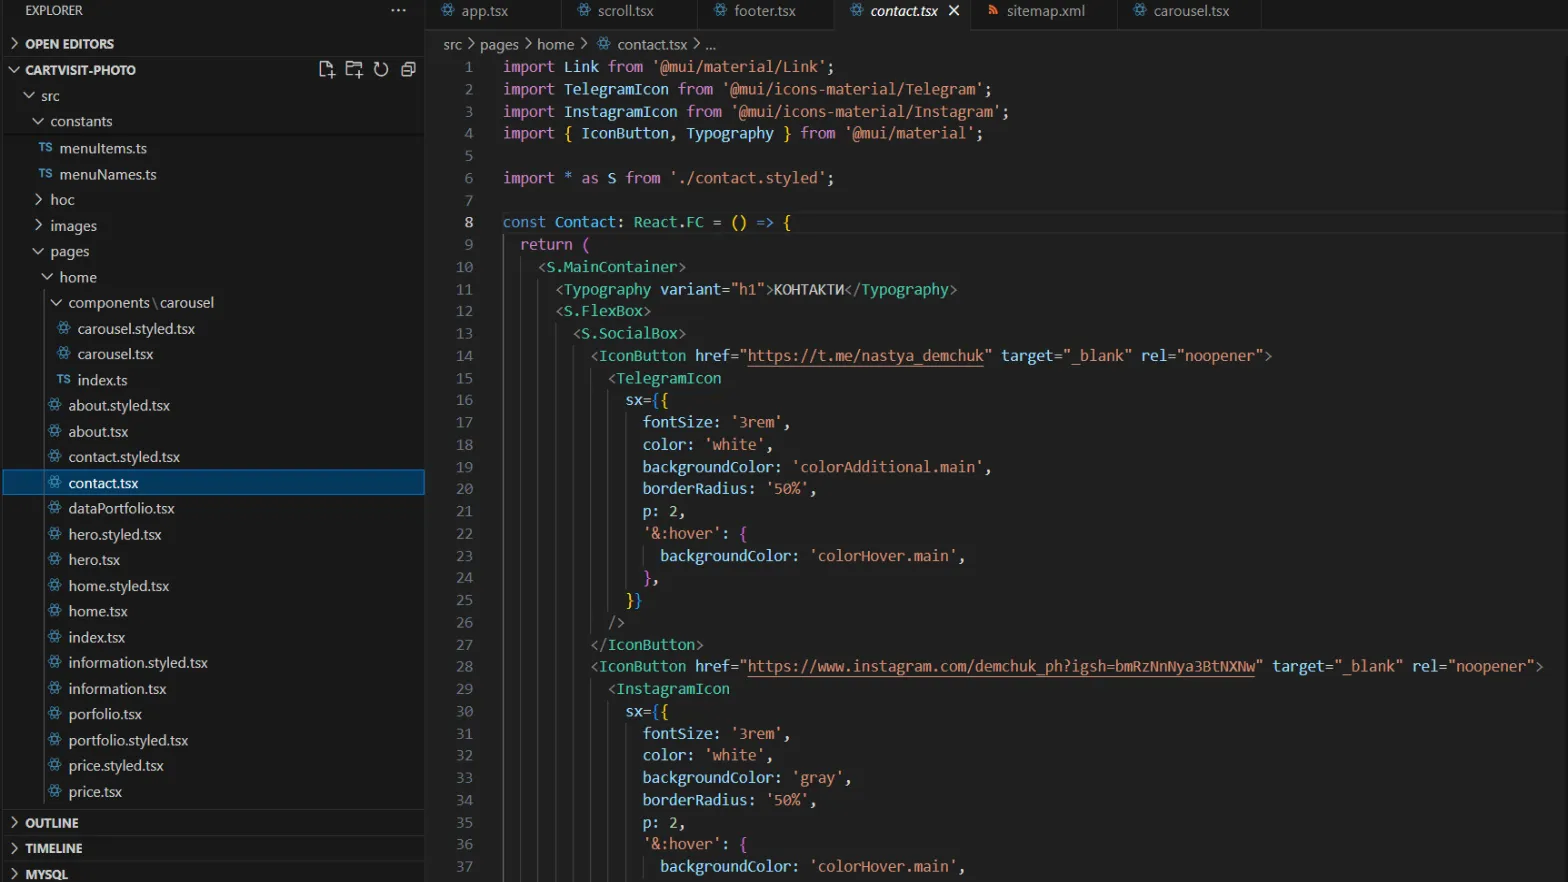 EXPLORER
OPEN EDITORS
CARTVISIT-PHOTO
src
constants
TS menuItems.ts
TS menuNames.ts
hoc
images
pages
home
components \ carousel
carousel.styled.tsx
carousel.tsx
TS index.ts
about.styled.tsx
about.tsx
contact.styled.tsx
contact.tsx
dataPortfolio.tsx
hero.styled.tsx
hero.tsx
home.styled.tsx
home.tsx
index.tsx
information.styled.tsx
information.tsx
porfolio.tsx
portfolio.styled.tsx
price.styled.tsx
price.tsx
OUTLINE
TIMELINE
MYSQL
app.tsx scroll.tsx footer.tsx contact.tsx sitemap.xml carousel.tsx
src > pages > home > contact.tsx > ...
1 import Link from '@mui/material/Link';
2 import TelegramIcon from '@mui/icons-material/Telegram';
3 import InstagramIcon from '@mui/icons-material/Instagram';
4 import { IconButton, Typography } from '@mui/material';
5
6 import * as S from './contact.styled';
7
8 const Contact: React.FC = () => {
9 return (
10 <S.MainContainer>
11 <Typography variant="h1">КОНТАКТИ</Typography>
12 <S.FlexBox>
13 <S.SocialBox>
14 <IconButton href="https://t.me/nastya_demchuk" target="_blank" rel="noopener">
15 <TelegramIcon
16 sx={{
17 fontSize: '3rem',
18 color: 'white',
19 backgroundColor: 'colorAdditional.main',
20 borderRadius: '50%',
21 p: 2,
22 '&:hover': {
23 backgroundColor: 'colorHover.main',
24 },
25 }}
26 />
27 </IconButton>
28 <IconButton href="https://www.instagram.com/demchuk_ph?igsh=bmRzNnNya3BtNXNw" target="_blank" rel="noopener">
29 <InstagramIcon
30 sx={{
31 fontSize: '3rem',
32 color: 'white',
33 backgroundColor: 'gray',
34 borderRadius: '50%',
35 p: 2,
36 '&:hover': {
37 backgroundColor: 'colorHover.main',